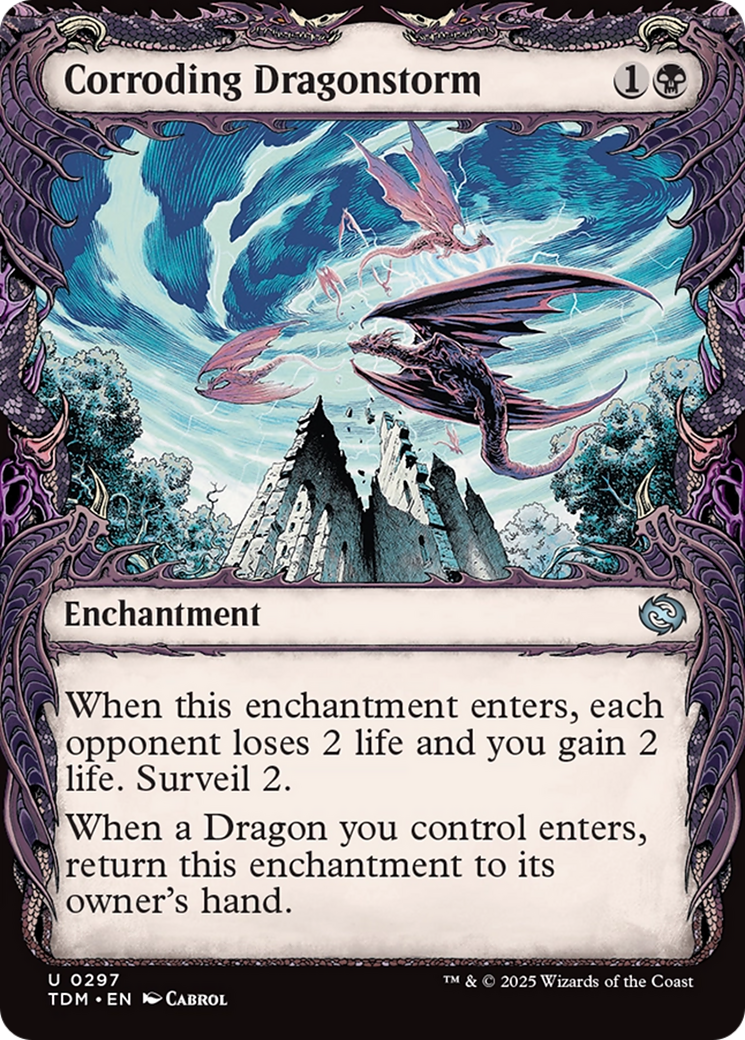 Corroding Dragonstorm 1
Enchantment
When this enchantment enters, each
opponent loses 2 life and you gain 2
life. Surveil 2.
When a Dragon you control enters,
return this enchantment to its
owner's hand.
U 0297
TDM • EN CABROL
™ & © 2025 Wizards of the Coast